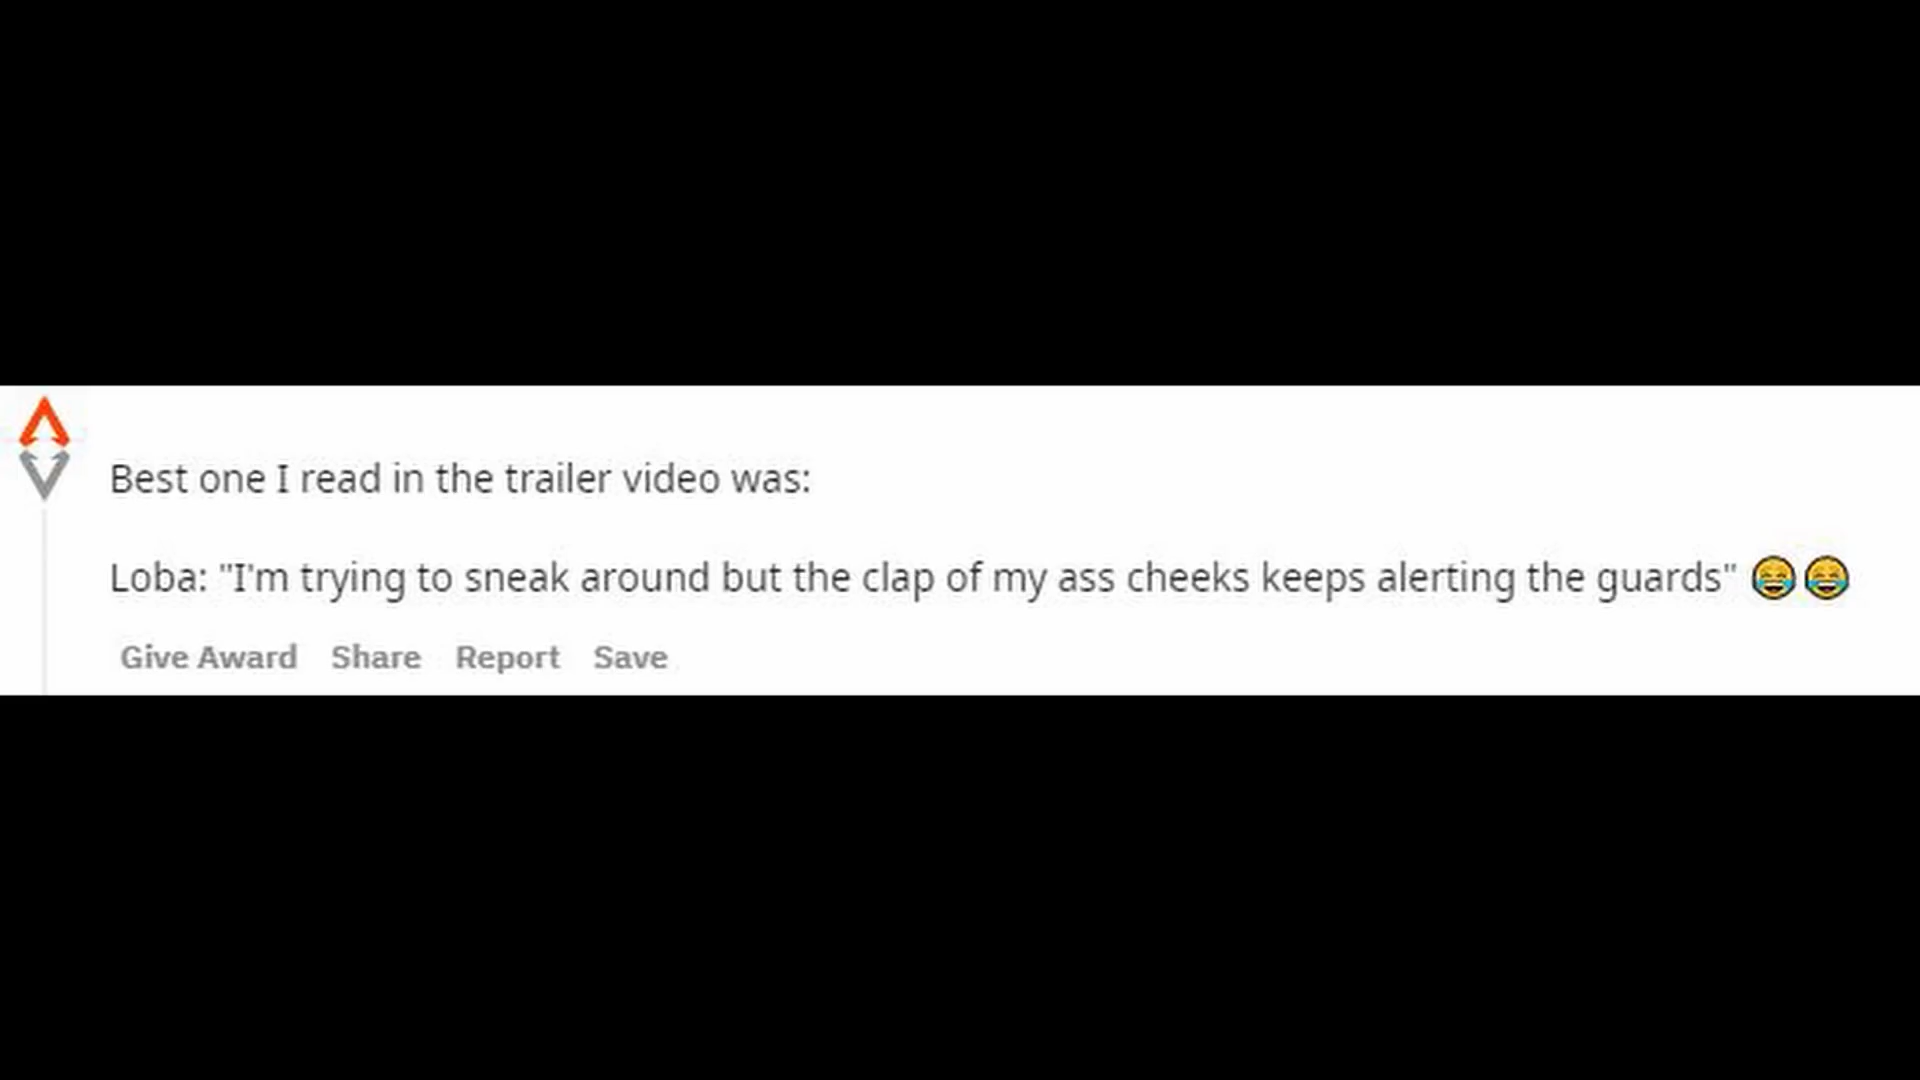 Best one I read in the trailer video was:
Loba: "I'm trying to sneak around but the clap of my ass cheeks keeps alerting the guards" 😂😂
Give Award Share Report Save